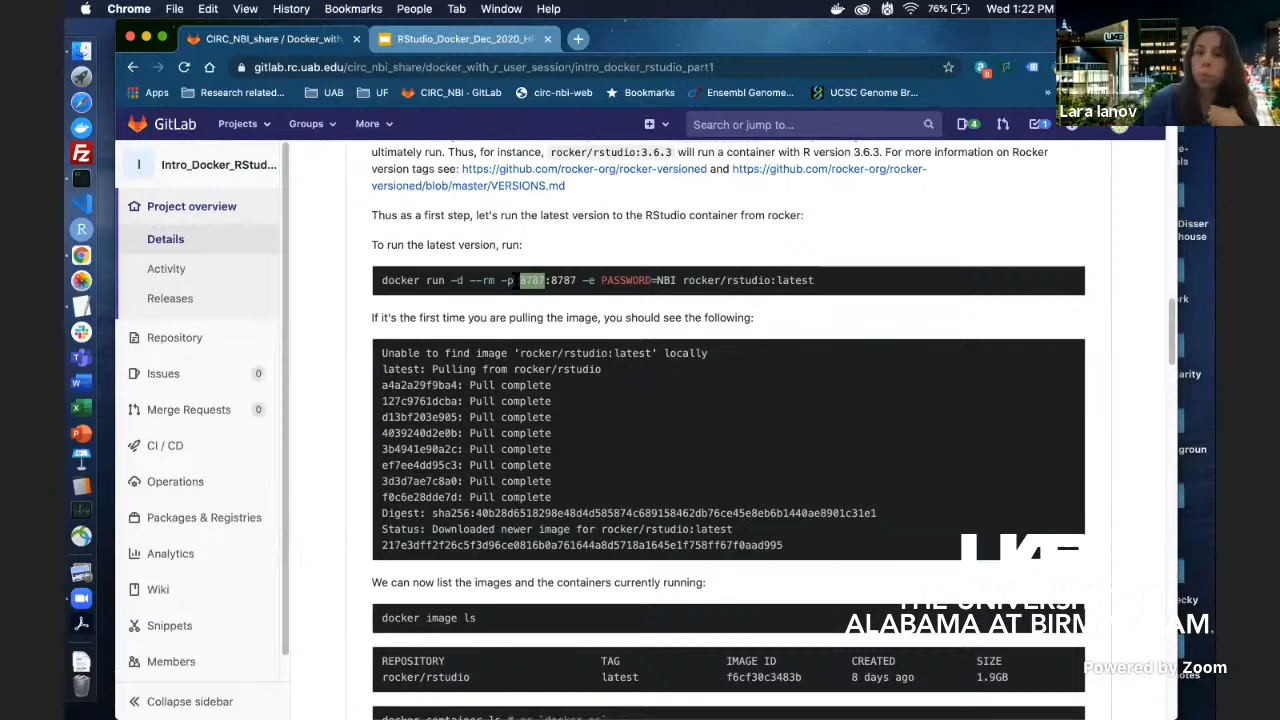 Chrome File Edit View History Bookmarks People Tab Window Help 76% Wed 1:22 PM
CIRC_NBI_share / Docker_with
RStudio_Docker_Dec_2020_H
gitlab.rc.uab.edu/circ_nbi_share/docker_with_r_user_session/intro_docker_rstudio_part1
8
Apps Research related... UAB UF CIRC_NBI · GitLab circ-nbi-web Bookmarks Ensembl Genome... UCSC Genome Br... »
Lara Ianov
GitLab Projects Groups More Search or jump to... 4 1
I Intro_Docker_RStud...
Project overview
Details
Activity
Releases
Repository
Issues 0
Merge Requests 0
CI / CD
Operations
Packages & Registries
Analytics
Wiki
Snippets
Members
Collapse sidebar
ultimately run. Thus, for instance, rocker/rstudio:3.6.3 will run a container with R version 3.6.3. For more information on Rocker
version tags see: https://github.com/rocker-org/rocker-versioned and https://github.com/rocker-org/rocker-
versioned/blob/master/VERSIONS.md
Thus as a first step, let's run the latest version to the RStudio container from rocker:
To run the latest version, run:
docker run -d --rm -p 8787:8787 -e PASSWORD=NBI rocker/rstudio:latest
If it's the first time you are pulling the image, you should see the following:
Unable to find image 'rocker/rstudio:latest' locally
latest: Pulling from rocker/rstudio
a4a2a29f9ba4: Pull complete
127c9761dcba: Pull complete
d13bf203e905: Pull complete
4039240d2e0b: Pull complete
3b4941e90a2c: Pull complete
ef7ee4dd95c3: Pull complete
3d3d7ae7c8a0: Pull complete
f0c6e28dde7d: Pull complete
Digest: sha256:40b28d6518298e48d4d585874c689158462db76ce45e8eb6b1440ae8901c31e1
Status: Downloaded newer image for rocker/rstudio:latest
217e3dff2f26c5f3d96ce0816b0a761644a8d5718a1645e1f758ff67f0aad995
We can now list the images and the containers currently running:
docker image ls
REPOSITORY TAG IMAGE ID CREATED SIZE
rocker/rstudio latest f6cf30c3483b 8 days ago 1.9GB
docker container ls # or `docker ps`
Disser
house
UAB
ALABAMA AT BIRMINGHAM
Powered by Zoom